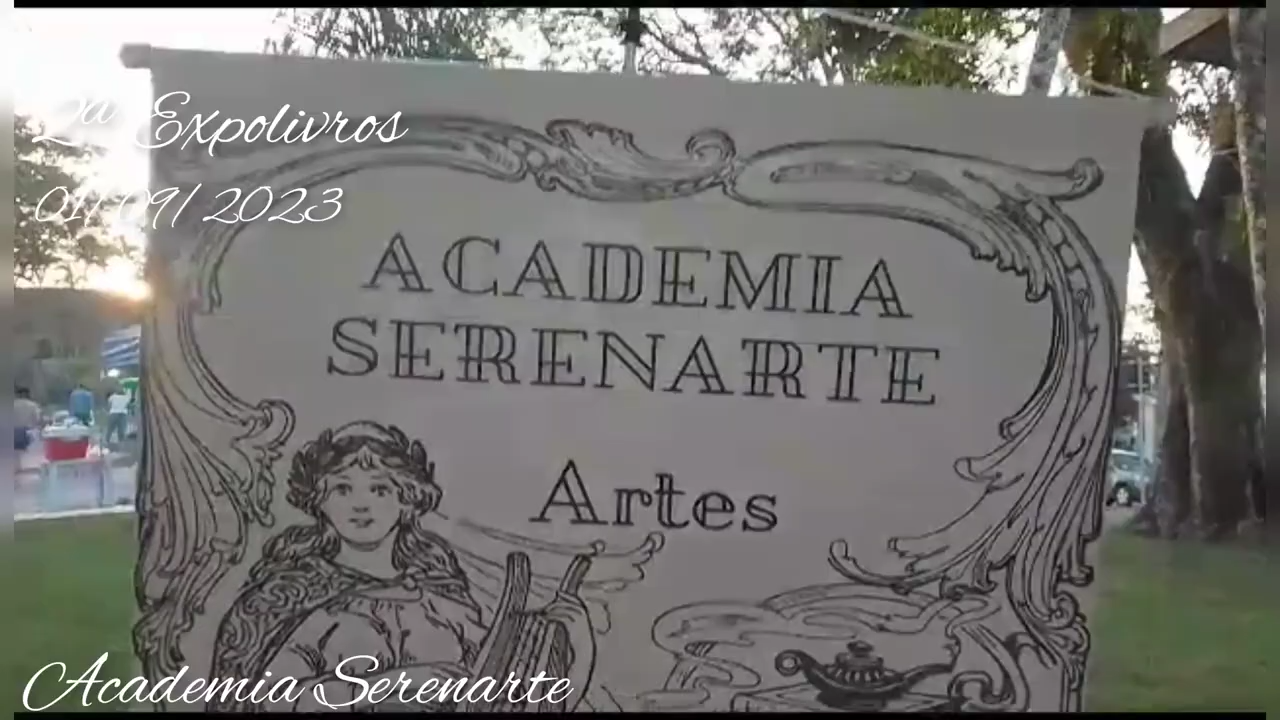 2a Expolivros
01/09/2023
ACADEMIA
SERENARTE
Artes
Academia Serenarte